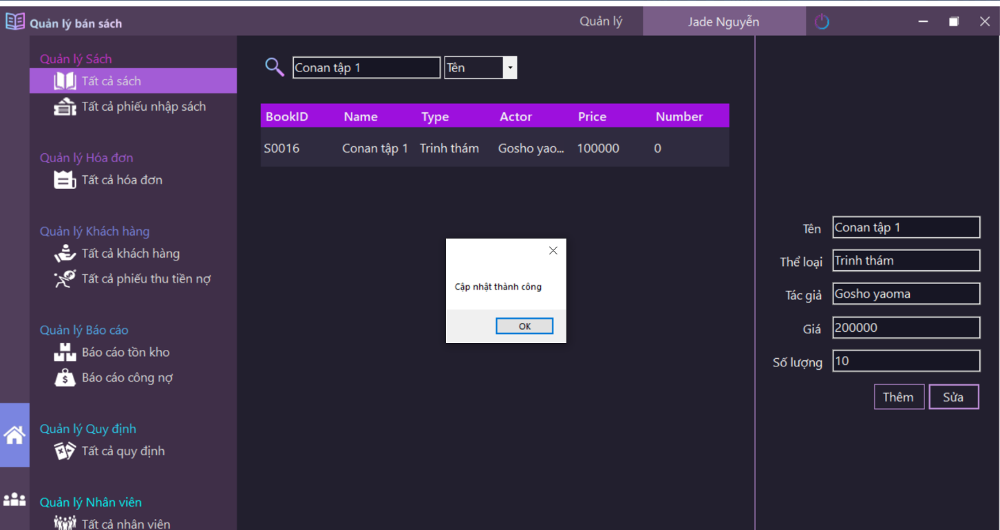 Quản lý bán sách
Quản lý
Jade Nguyễn
Quản lý Sách
Tất cả sách
Tất cả phiếu nhập sách
Quản lý Hóa đơn
Tất cả hóa đơn
Quản lý Khách hàng
Tất cả khách hàng
Tất cả phiếu thu tiền nợ
Quản lý Báo cáo
Báo cáo tồn kho
Báo cáo công nợ
Quản lý Quy định
Tất cả quy định
Quản lý Nhân viên
Tất cả nhân viên
Conan tập 1 Tên
BookID Name Type Actor Price Number
S0016 Conan tập 1 Trinh thám Gosho yao... 100000 0
Cập nhật thành công
OK
Tên Conan tập 1
Thể loại Trinh thám
Tác giả Gosho yaoma
Giá 200000
Số lượng 10
Thêm Sửa